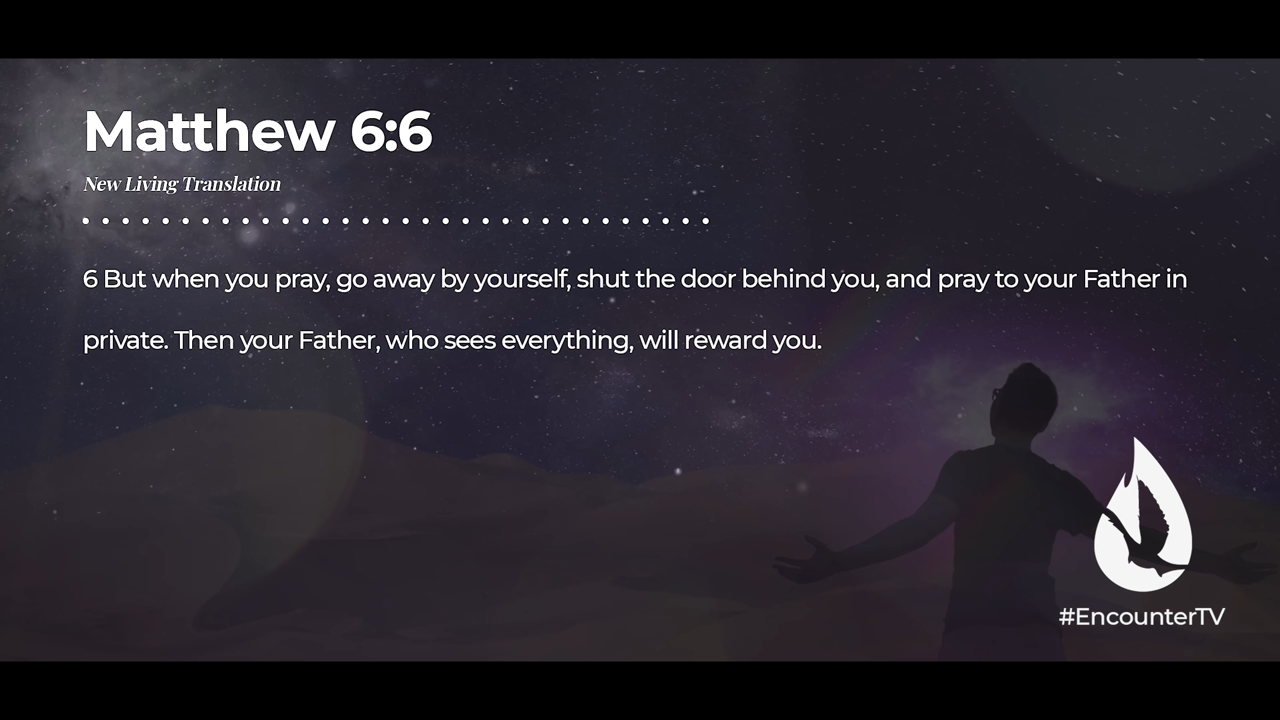 Matthew 6:6
New Living Translation
6 But when you pray, go away by yourself, shut the door behind you, and pray to your Father in
private. Then your Father, who sees everything, will reward you.
#EncounterTV